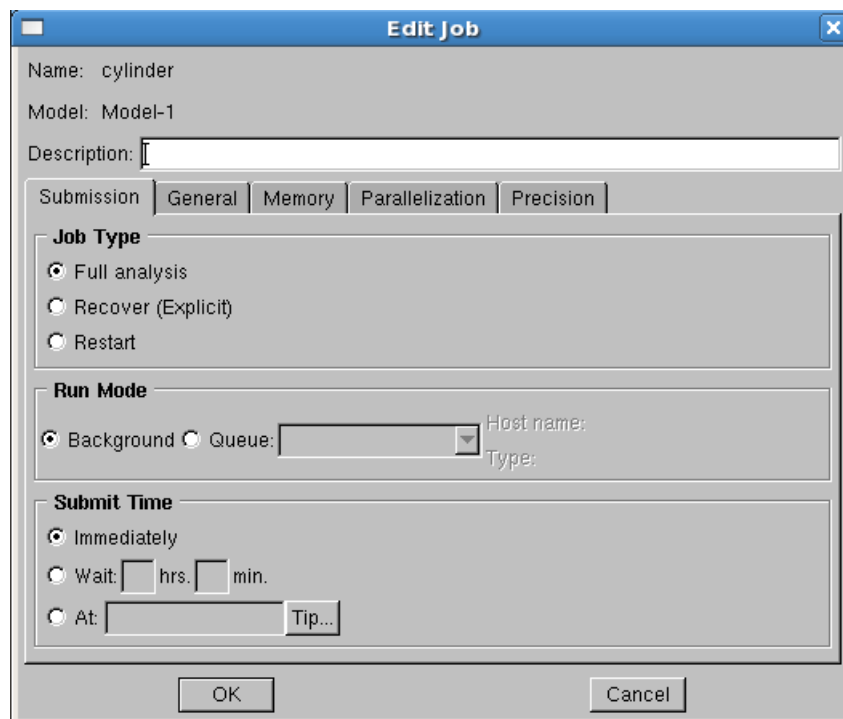 Edit Job
Name: cylinder
Model: Model-1
Description:
Submission General Memory Parallelization Precision
Job Type
Full analysis
Recover (Explicit)
Restart
Run Mode
Background Queue: Host name:
Type:
Submit Time
Immediately
Wait: hrs. min.
At: Tip...
OK Cancel